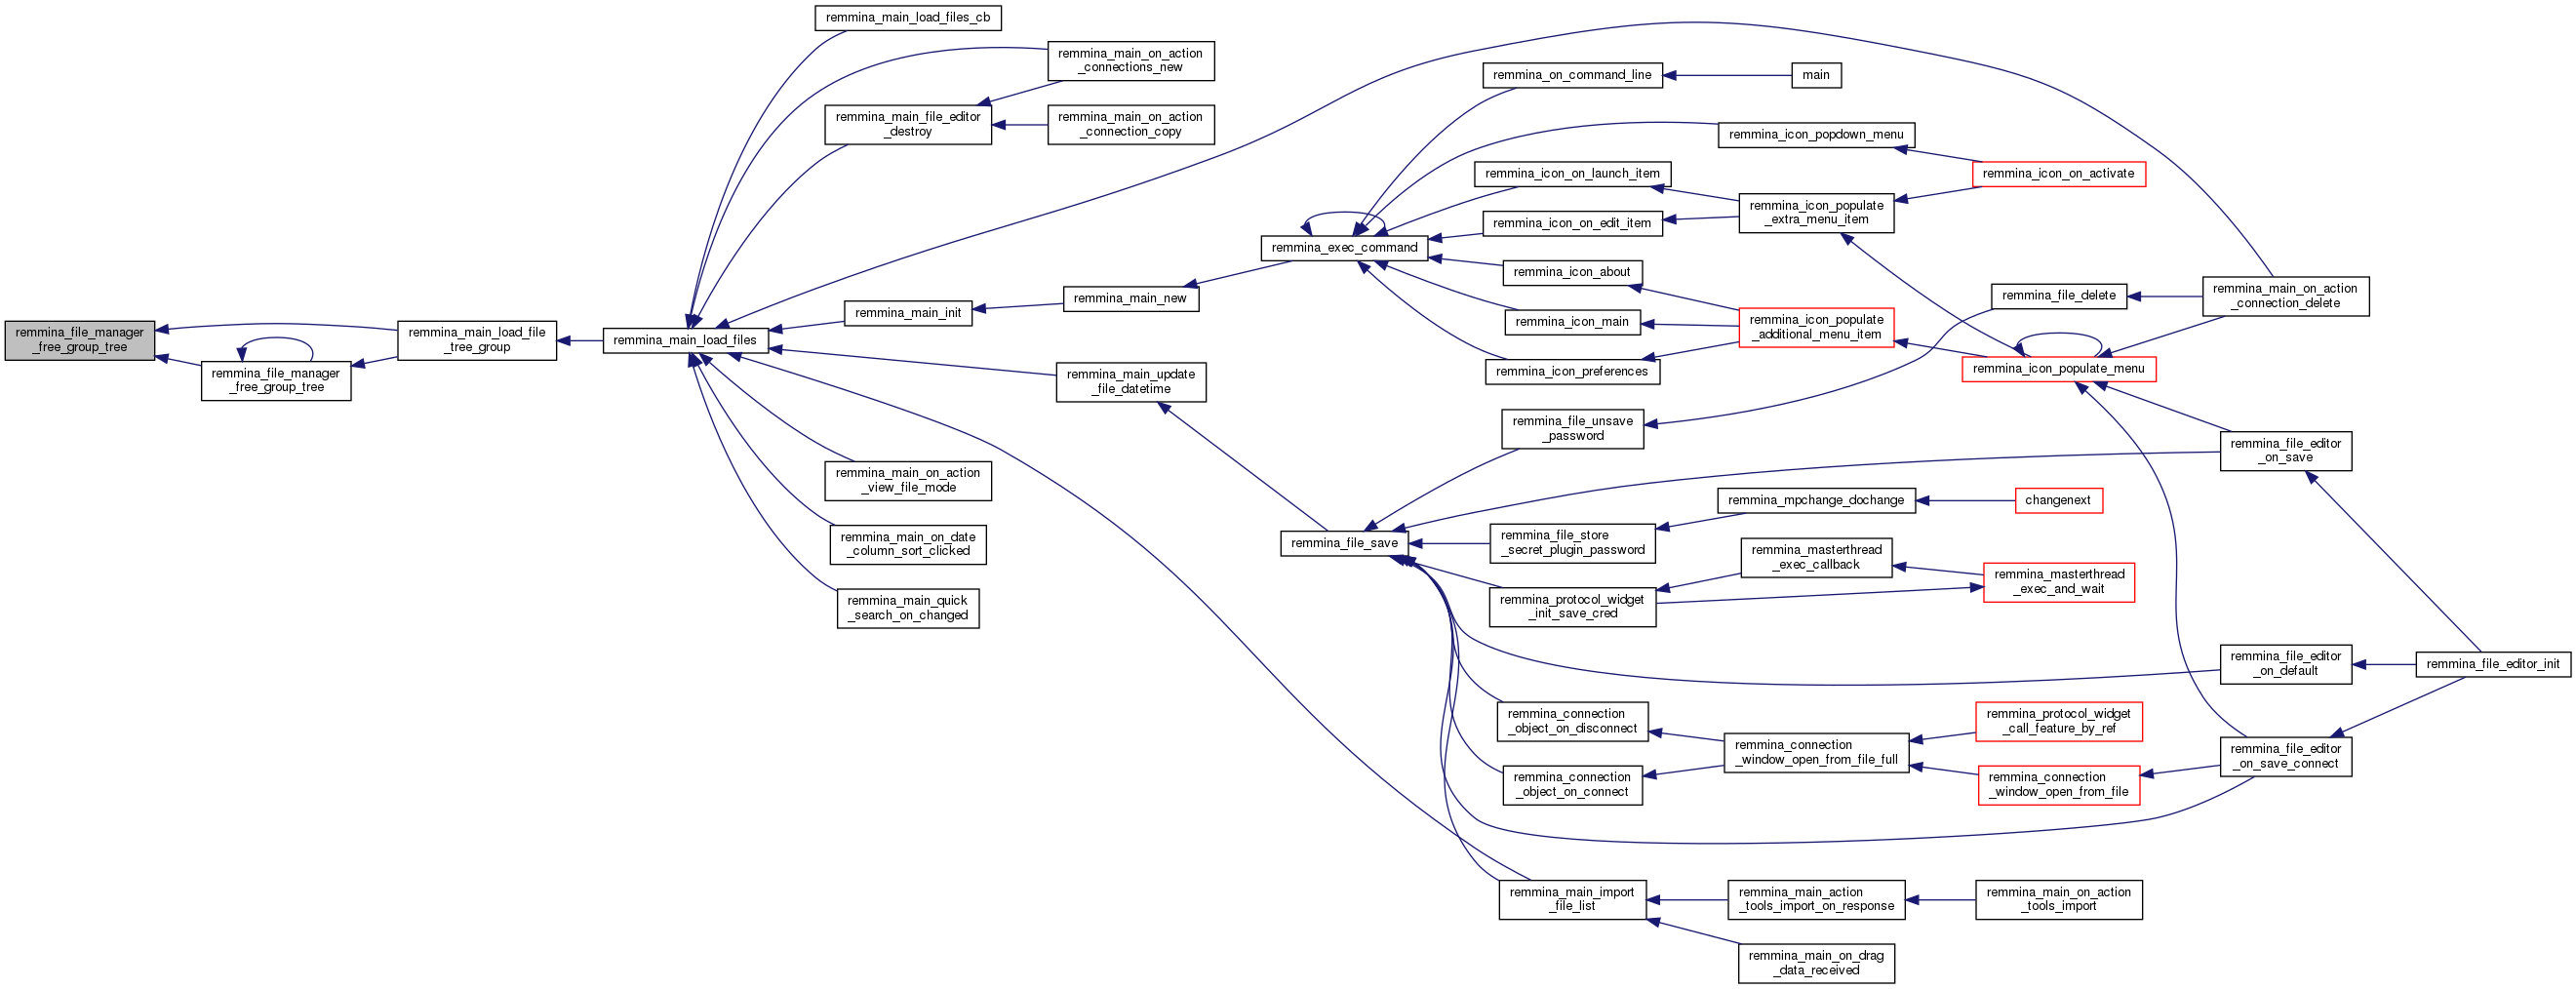 remmina_file_manager
_free_group_tree
remmina_file_manager
_free_group_tree
remmina_main_load_file
_tree_group
remmina_main_load_files
remmina_main_load_files_cb
remmina_main_on_action
_connections_new
remmina_main_file_editor
_destroy
remmina_main_on_action
_connection_copy
remmina_main_init
remmina_main_new
remmina_main_update
_file_datetime
remmina_main_on_action
_view_file_mode
remmina_main_on_date
_column_sort_clicked
remmina_main_quick
_search_on_changed
remmina_exec_command
remmina_file_save
remmina_on_command_line
main
remmina_icon_popdown_menu
remmina_icon_on_launch_item
remmina_icon_on_activate
remmina_icon_populate
_extra_menu_item
remmina_icon_on_edit_item
remmina_icon_about
remmina_icon_main
remmina_icon_populate
_additional_menu_item
remmina_icon_preferences
remmina_file_delete
remmina_main_on_action
_connection_delete
remmina_icon_populate_menu
remmina_file_unsave
_password
remmina_file_editor
_on_save
remmina_mpchange_dochange
changenext
remmina_file_store
_secret_plugin_password
remmina_masterthread
_exec_callback
remmina_masterthread
_exec_and_wait
remmina_protocol_widget
_init_save_cred
remmina_file_editor
_on_default
remmina_file_editor_init
remmina_connection
_object_on_disconnect
remmina_protocol_widget
_call_feature_by_ref
remmina_connection
_window_open_from_file_full
remmina_file_editor
_on_save_connect
remmina_connection
_object_on_connect
remmina_connection
_window_open_from_file
remmina_main_import
_file_list
remmina_main_action
_tools_import_on_response
remmina_main_on_action
_tools_import
remmina_main_on_drag
_data_received